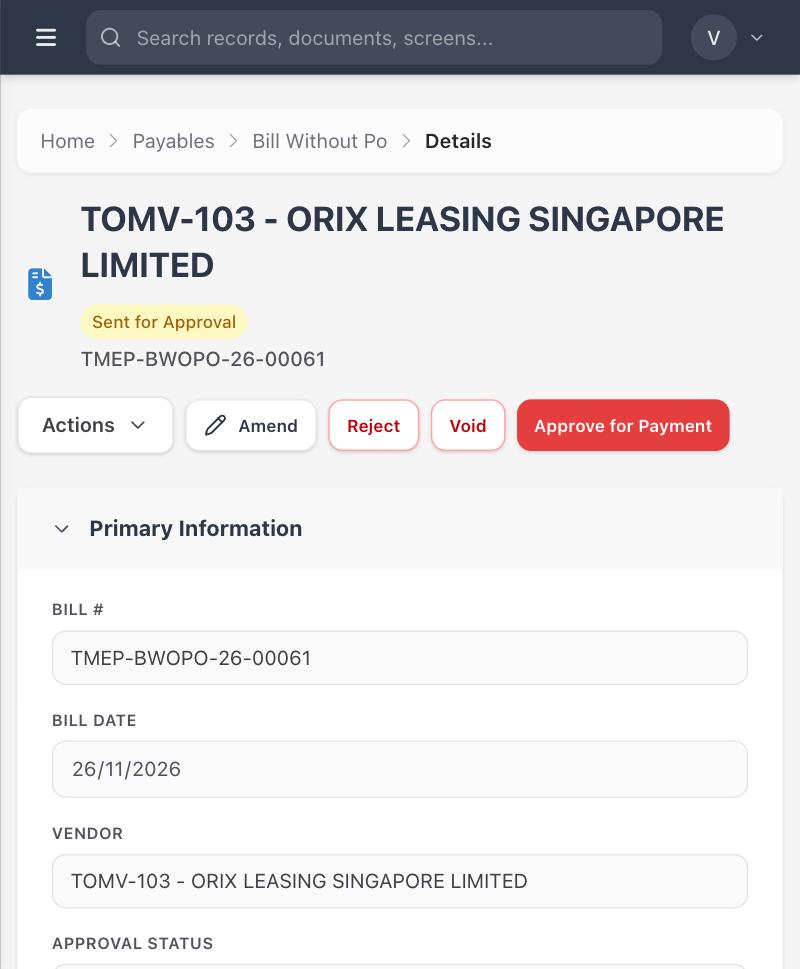 Search records, documents, screens...
V
Home > Payables > Bill Without Po > Details
TOMV-103 - ORIX LEASING SINGAPORE
LIMITED
$
Sent for Approval
TMEP-BWOPO-26-00061
Actions Amend Reject Void Approve for Payment
Primary Information
BILL #
TMEP-BWOPO-26-00061
BILL DATE
26/11/2026
VENDOR
TOMV-103 - ORIX LEASING SINGAPORE LIMITED
APPROVAL STATUS